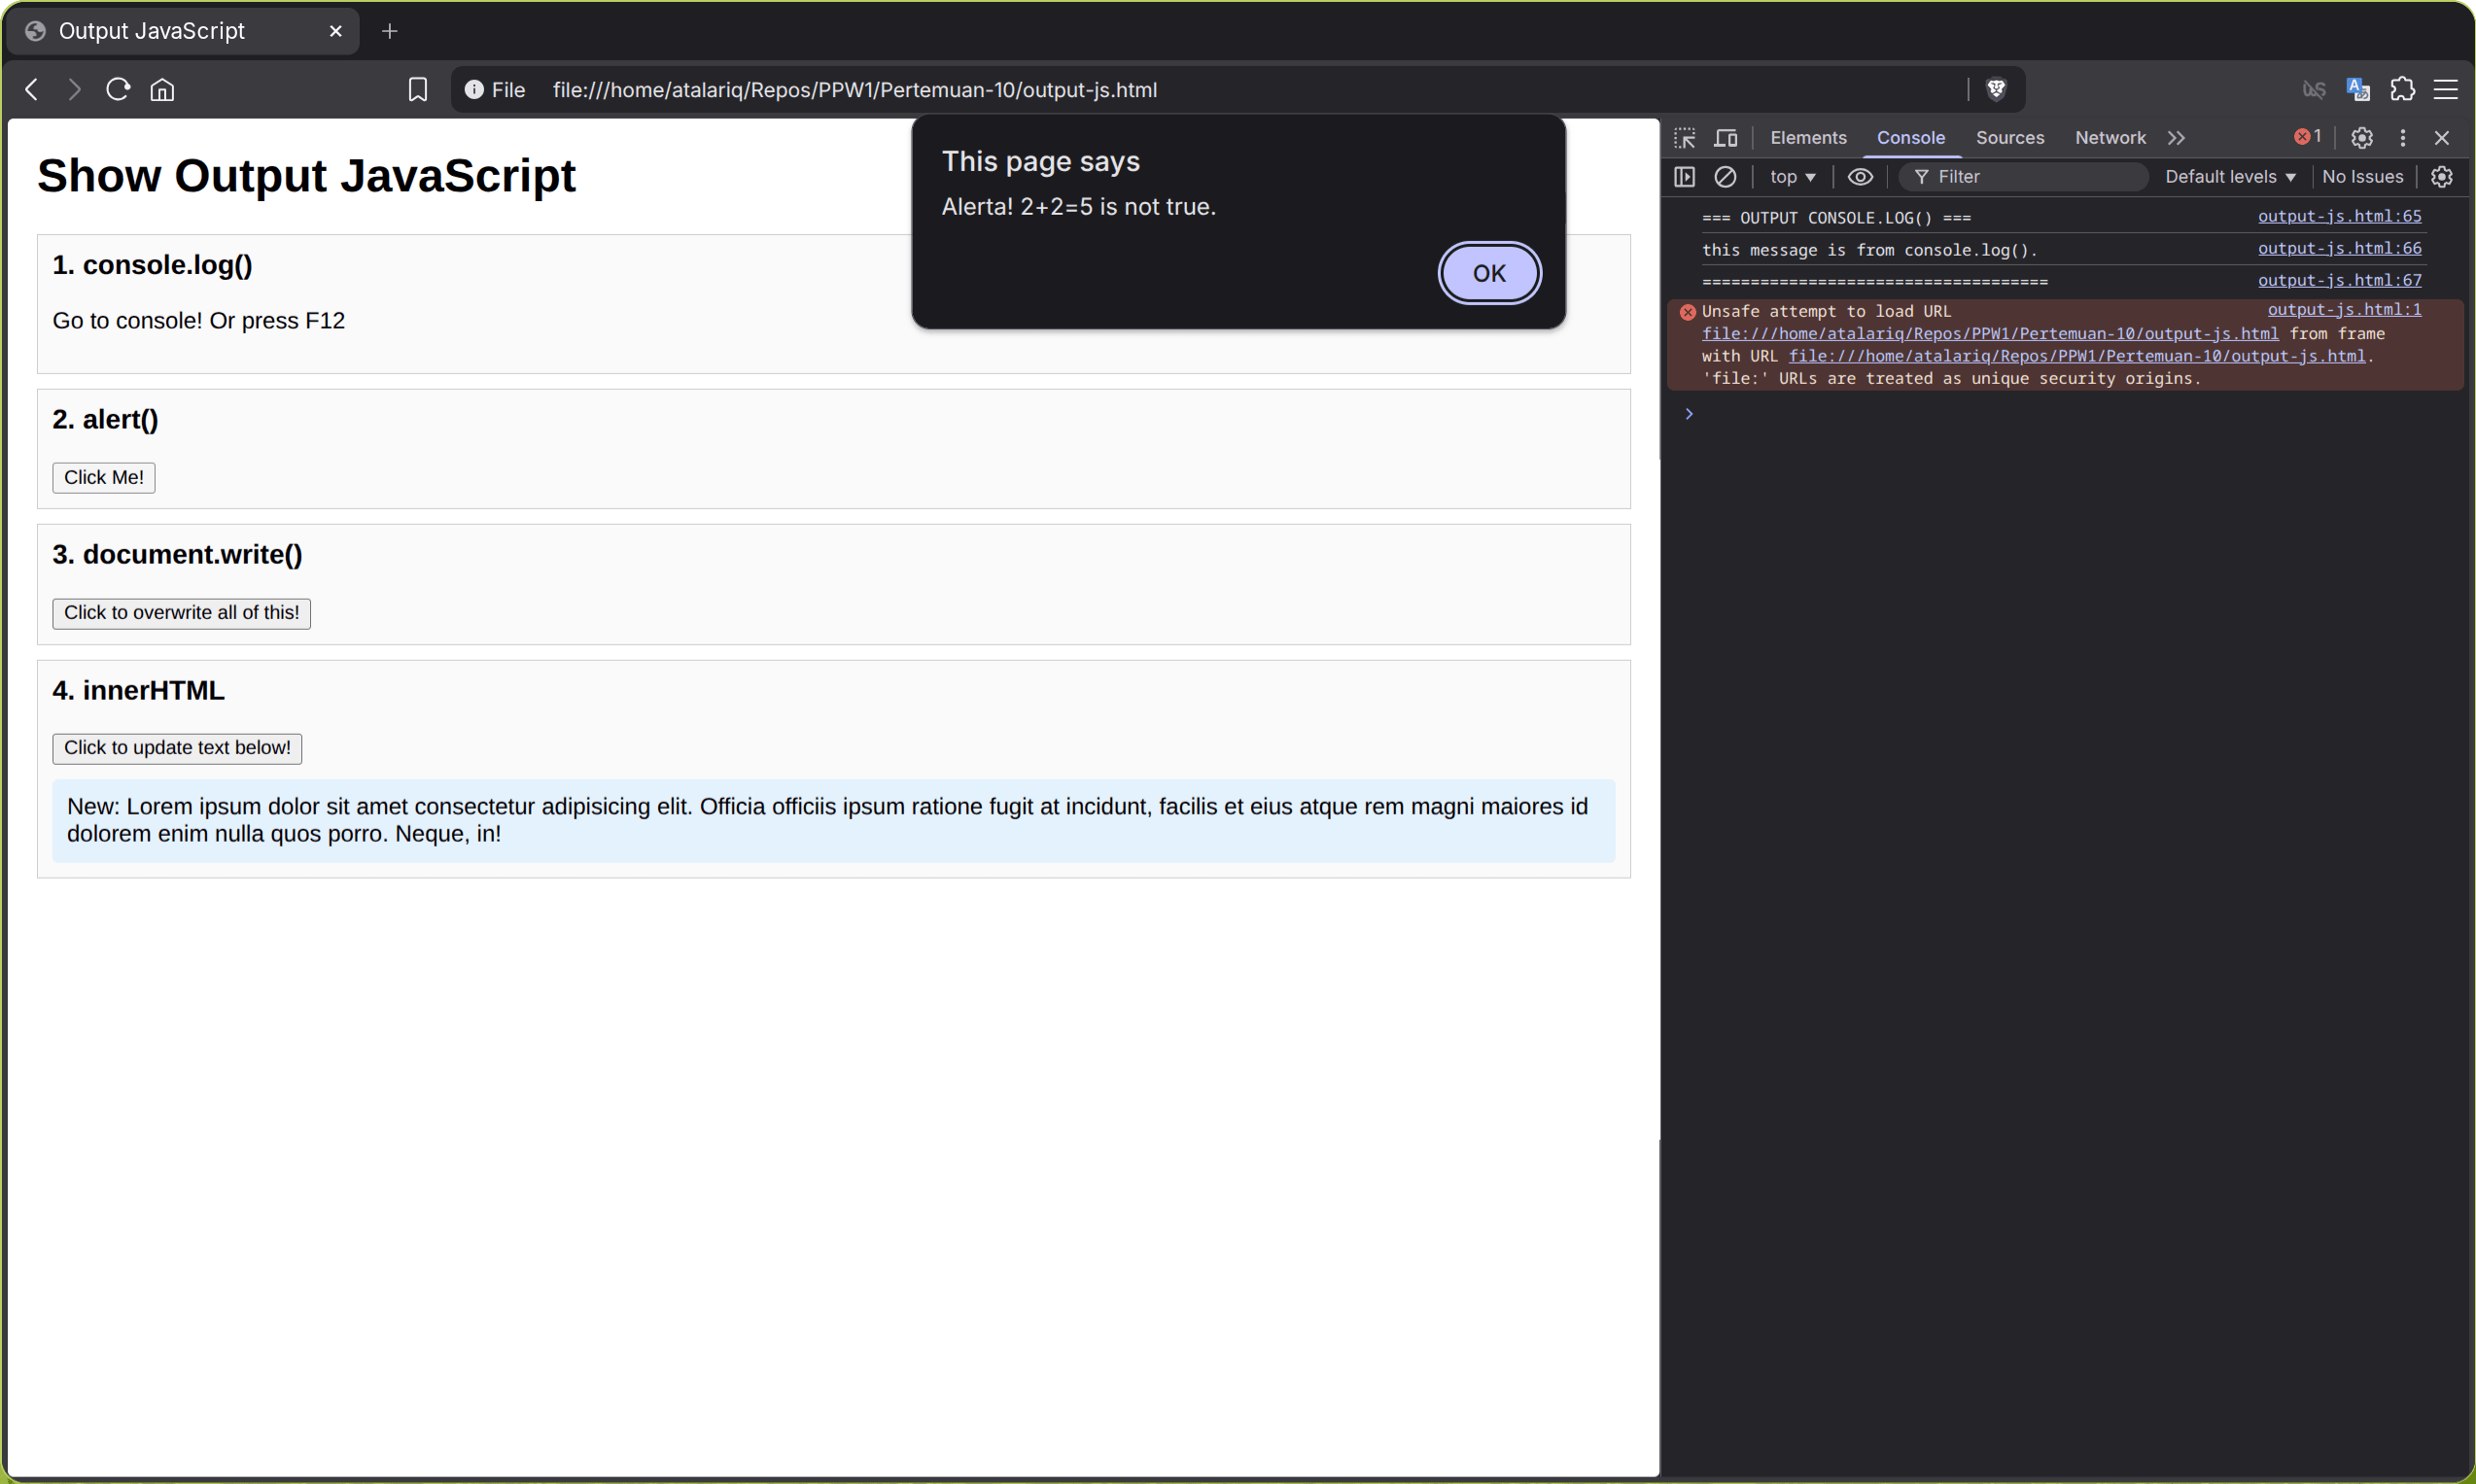 Output JavaScript
File file:///home/atalariq/Repos/PPW1/Pertemuan-10/output-js.html
This page says
Alerta! 2+2=5 is not true.
OK
Show Output JavaScript
1. console.log()
Go to console! Or press F12
2. alert()
Click Me!
3. document.write()
Click to overwrite all of this!
4. innerHTML
Click to update text below!
New: Lorem ipsum dolor sit amet consectetur adipisicing elit. Officia officiis ipsum ratione fugit at incidunt, facilis et eius atque rem magni maiores id
dolorem enim nulla quos porro. Neque, in!
Elements Console Sources Network 1
top Filter Default levels No Issues
=== OUTPUT CONSOLE.LOG() === output-js.html:65
this message is from console.log(). output-js.html:66
==================================== output-js.html:67
Unsafe attempt to load URL output-js.html:1
file:///home/atalariq/Repos/PPW1/Pertemuan-10/output-js.html from frame
with URL file:///home/atalariq/Repos/PPW1/Pertemuan-10/output-js.html.
'file:' URLs are treated as unique security origins.